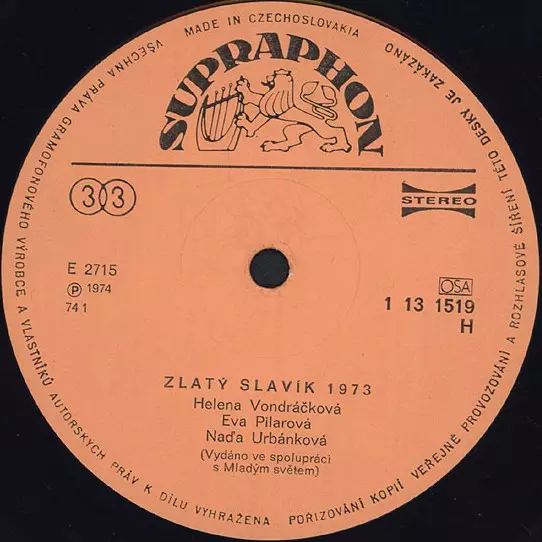 MADE IN CZECHOSLOVAKIA
VŠECHNA PRÁVA GRAMOFONOVÉHO VÝROBCE A VLASTNÍKŮ AUTORSKÝCH PRÁV K DÍLU VYHRAŽENA POŘIZOVÁNÍ KOPIÍ VEŘEJNÉ PROVOZOVÁNÍ A ROZHLASOVÉ ŠÍŘENÍ TÉTO DESKY JE ZAKÁZÁNO
SUPRAPHON
33
STEREO
E 2715
Ⓟ 1974
74 1
OSA
1 13 1519
H
ZLATÝ SLAVÍK 1973
Helena Vondráčková
Eva Pilarová
Naďa Urbánková
(Vydáno ve spolupráci
s Mladým světem)